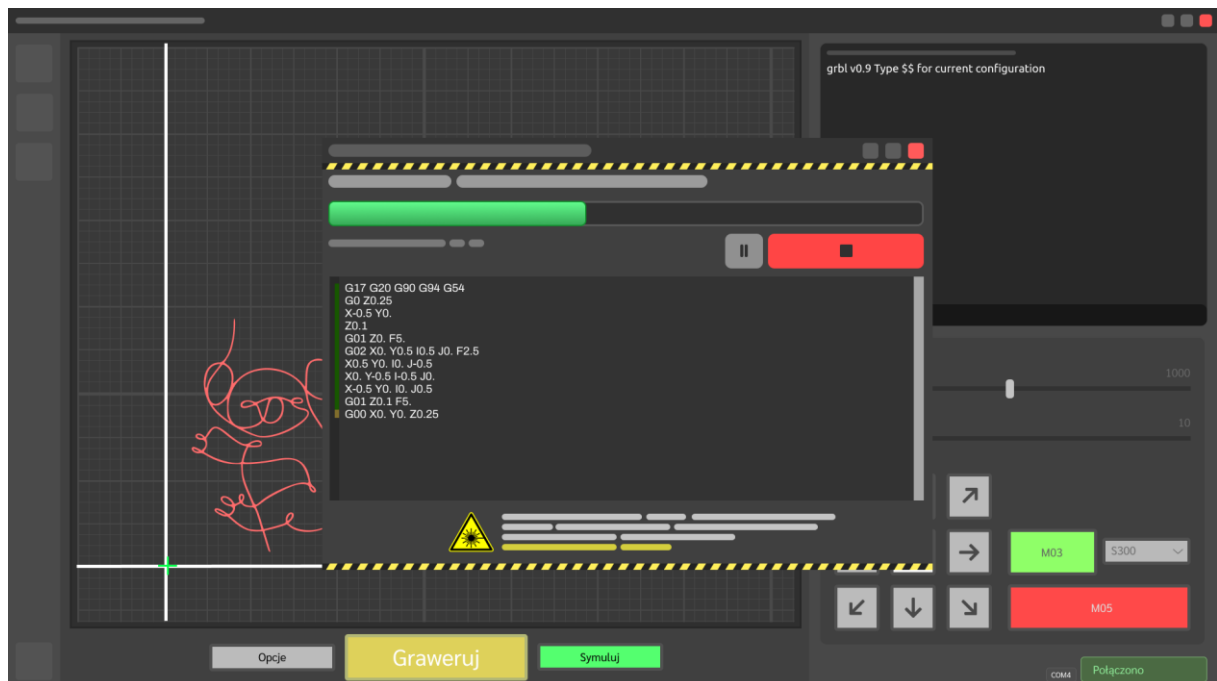 grbl v0.9 Type $$ for current configuration
G17 G20 G90 G94 G54
G0 Z0.25
X-0.5 Y0.
Z0.1
G01 Z0. F5.
G02 X0. Y0.5 I0.5 J0. F2.5
X0.5 Y0. I0. J-0.5
X0. Y-0.5 I-0.5 J0.
X-0.5 Y0. I0. J0.5
G01 Z0.1 F5.
G00 X0. Y0. Z0.25
1000
10
M03
S300
M05
Opcje
Graweruj
Symuluj
COM4
Połączono